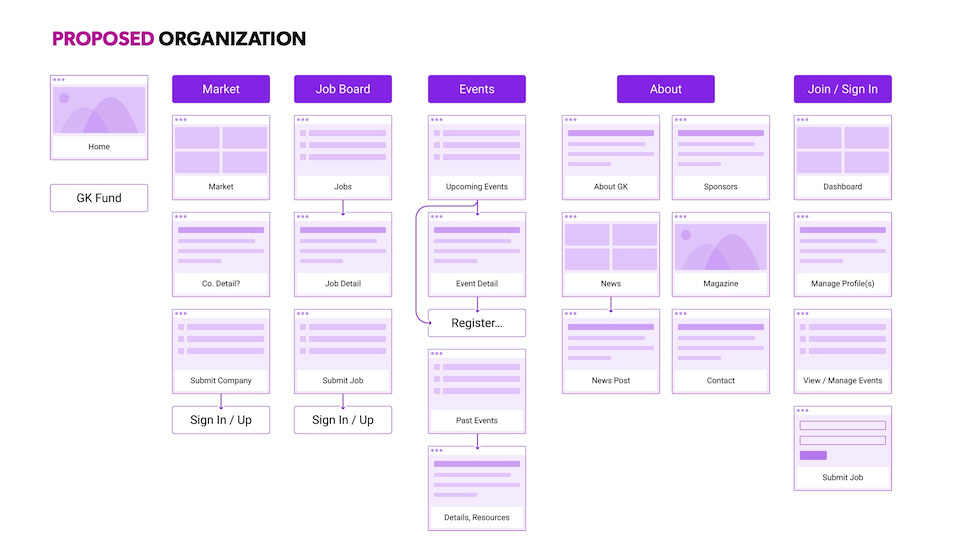 PROPOSED ORGANIZATION
Home
GK Fund
Market
Market
Co. Detail?
Submit Company
Sign In / Up
Job Board
Jobs
Job Detail
Submit Job
Sign In / Up
Events
Upcoming Events
Event Detail
Register...
Past Events
Details, Resources
About
About GK
Sponsors
News
Magazine
News Post
Contact
Join / Sign In
Dashboard
Manage Profile(s)
View / Manage Events
Submit Job